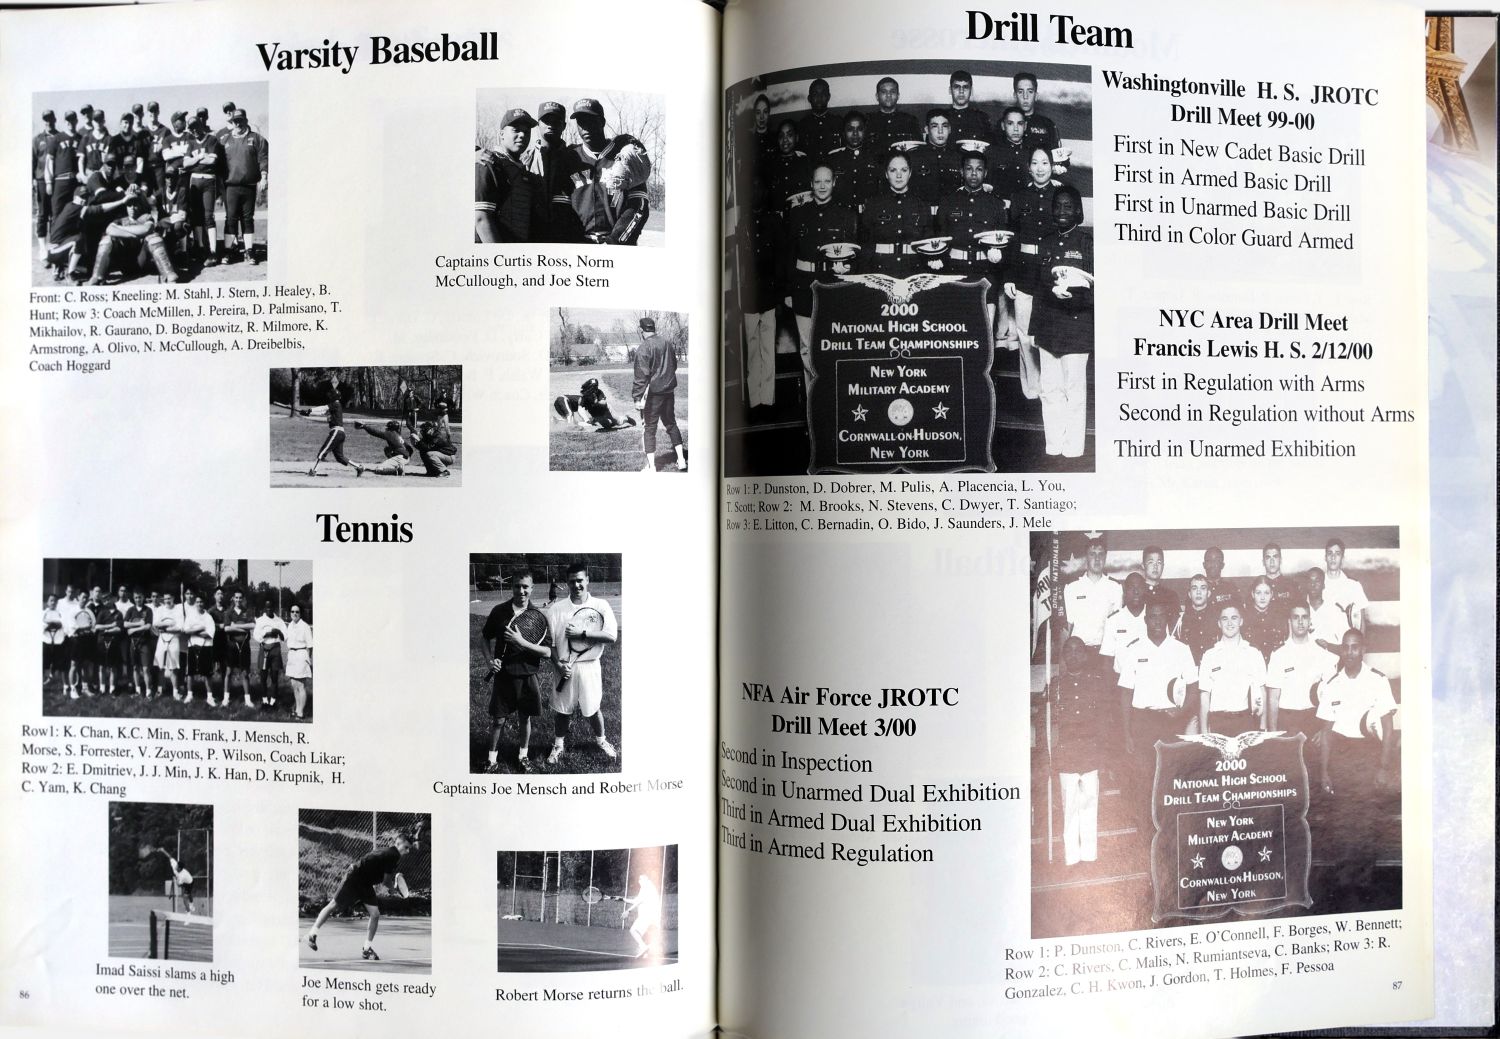 Varsity Baseball
Front: C. Ross; Kneeling: M. Stahl, J. Stern, J. Healey, B.
Hunt; Row 3: Coach McMillen, J. Pereira, D. Palmisano, T.
Mikhailov, R. Gaurano, D. Bogdanowitz, R. Milmore, K.
Armstrong, A. Olivo, N. McCullough, A. Dreibelbis,
Coach Hoggard
Captains Curtis Ross, Norm
McCullough, and Joe Stern
Tennis
Row1: K. Chan, K.C. Min, S. Frank, J. Mensch, R.
Morse, S. Forrester, V. Zayonts, P. Wilson, Coach Likar;
Row 2: E. Dmitriev, J. J. Min, J. K. Han, D. Krupnik, H.
C. Yam, K. Chang
Captains Joe Mensch and Robert Morse
Imad Saissi slams a high
one over the net.
Joe Mensch gets ready
for a low shot.
Robert Morse returns the ball.
86
Drill Team
2000
National High School
Drill Team Championships
New York
Military Academy
Cornwall-on-Hudson,
New York
Row 1: P. Dunston, D. Dobrer, M. Pulis, A. Placencia, L. You,
T. Scott; Row 2: M. Brooks, N. Stevens, C. Dwyer, T. Santiago;
Row 3: E. Litton, C. Bernadin, O. Bido, J. Saunders, J. Mele
Washingtonville H. S. JROTC
Drill Meet 99-00
First in New Cadet Basic Drill
First in Armed Basic Drill
First in Unarmed Basic Drill
Third in Color Guard Armed
NYC Area Drill Meet
Francis Lewis H. S. 2/12/00
First in Regulation with Arms
Second in Regulation without Arms
Third in Unarmed Exhibition
NFA Air Force JROTC
Drill Meet 3/00
Second in Inspection
Second in Unarmed Dual Exhibition
Third in Armed Dual Exhibition
Third in Armed Regulation
2000
National High School
Drill Team Championships
New York
Military Academy
Cornwall-on-Hudson,
New York
Row 1: P. Dunston, C. Rivers, E. O'Connell, F. Borges, W. Bennett;
Row 2: C. Rivers, C. Malis, N. Rumiantseva, C. Banks; Row 3: R.
Gonzalez, C. H. Kwon, J. Gordon, T. Holmes, F. Pessoa
87